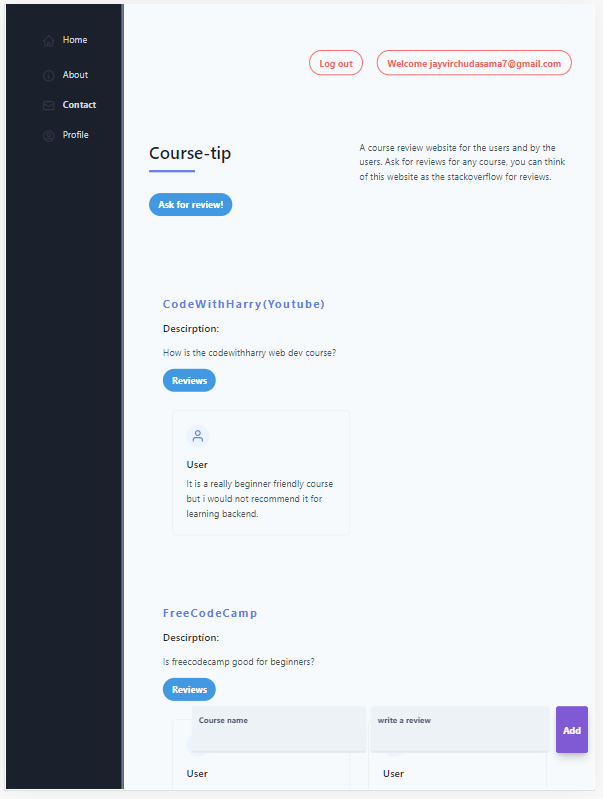 Home
About
Contact
Profile
Log out
Welcome jayvirchudasama7@gmail.com
Course-tip
A course review website for the users and by the
users. Ask for reviews for any course, you can think
of this website as the stackoverflow for reviews.
Ask for review!
CodeWithHarry(Youtube)
Descirption:
How is the codewithharry web dev course?
Reviews
User
It is a really beginner friendly course
but i would not recommend it for
learning backend.
FreeCodeCamp
Descirption:
Is freecodecamp good for beginners?
Reviews
Course name
write a review
Add
User
User